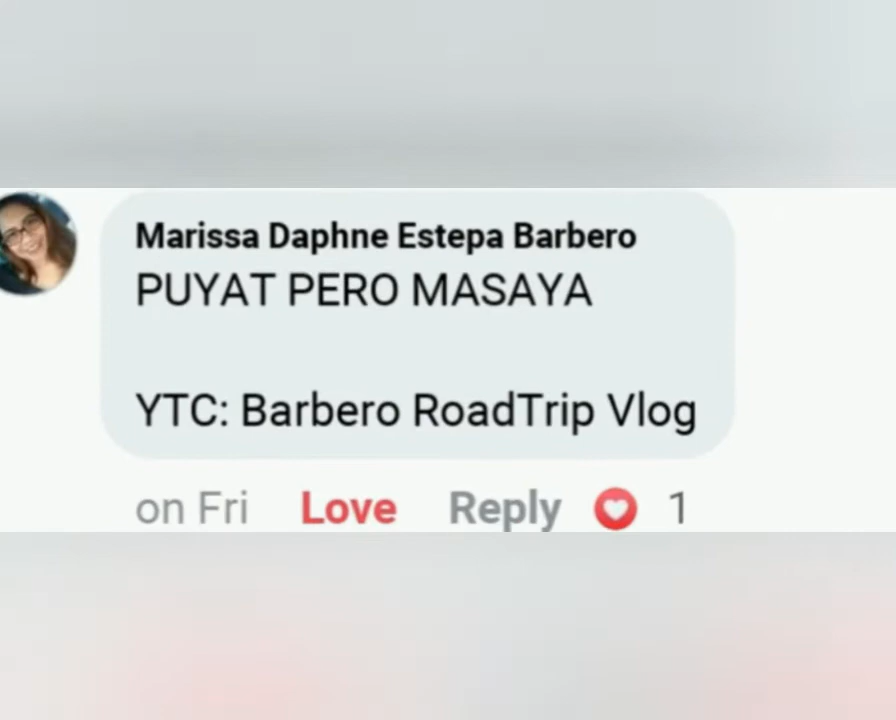 Marissa Daphne Estepa Barbero
PUYAT PERO MASAYA
YTC: Barbero RoadTrip Vlog
on Fri Love Reply 1